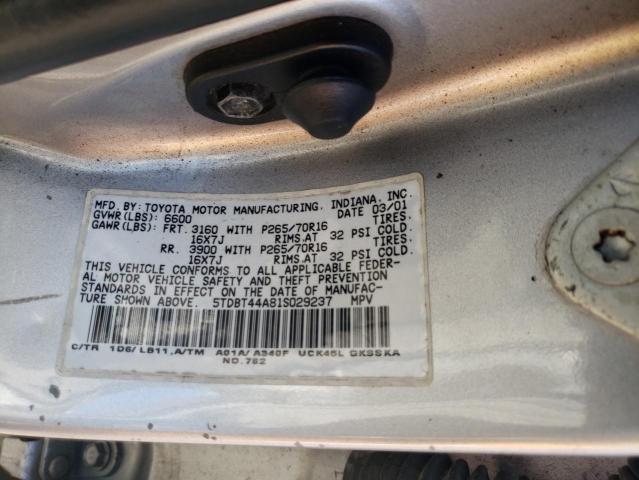 MFD. BY: TOYOTA MOTOR MANUFACTURING, INDIANA, INC.
GVWR(LBS): 6600 DATE 03/01
GAWR(LBS): FRT. 3160 WITH P265/70R16 TIRES,
16X7J RIMS,AT 32 PSI COLD.
RR. 3900 WITH P265/70R16 TIRES,
16X7J RIMS,AT 32 PSI COLD.
THIS VEHICLE CONFORMS TO ALL APPLICABLE FEDER-
AL MOTOR VEHICLE SAFETY AND THEFT PREVENTION
STANDARDS IN EFFECT ON THE DATE OF MANUFAC-
TURE SHOWN ABOVE. 5TDBT44A81S029237 MPV
C/TR 1D6/LB11,A/TM A01A/A340F UCK45L GKSSKA
NO.762